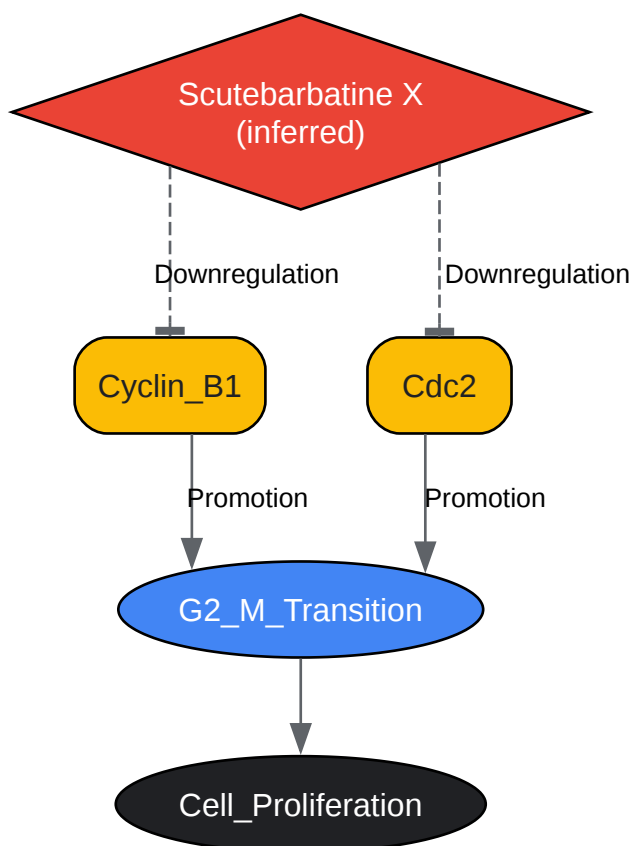 Scutebarbatine X
(inferred)
Downregulation
Downregulation
Cyclin_B1
Cdc2
Promotion
Promotion
G2_M_Transition
Cell_Proliferation